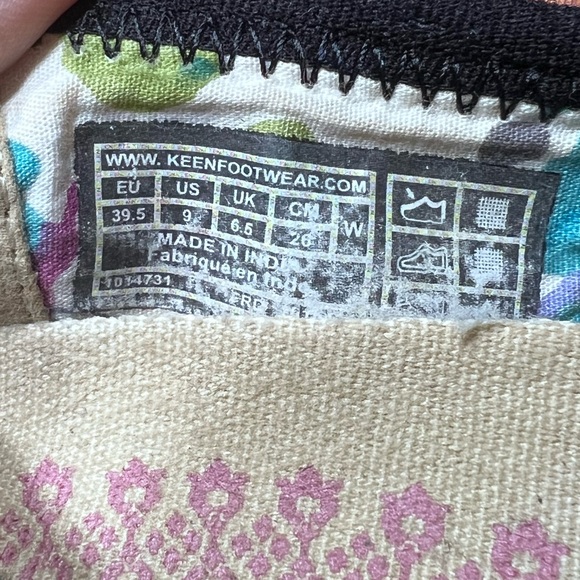 WWW. KEENFOOTWEAR.COM
EU US UK CM W
39.5 9 6.5 26
MADE IN INDIA
Fabriqué en Inde
1014731